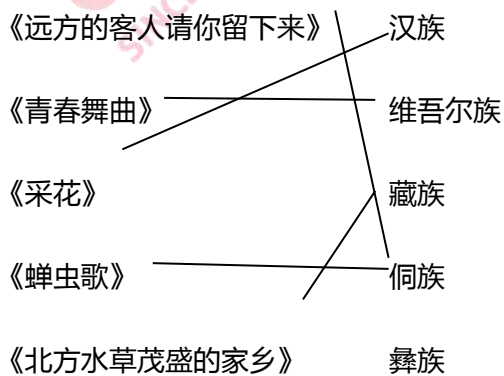 《远方的客人请你留下来》 汉族
《青春舞曲》 维吾尔族
《采花》 藏族
《蝉虫歌》 侗族
《北方水草茂盛的家乡》 彝族